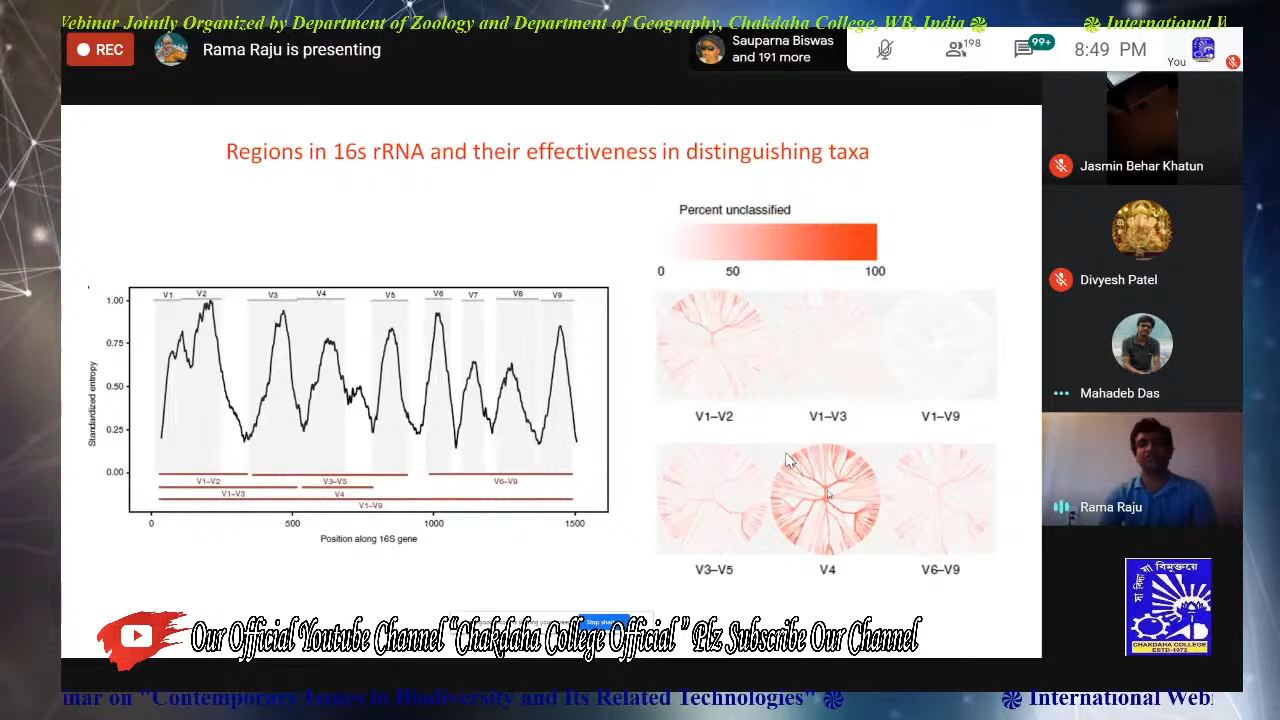 Webinar Jointly Organized by Department of Zoology and Department of Geography, Chakdaha College, WB, India
International W
REC
Rama Raju is presenting
Sauparna Biswas
and 191 more
198
99+
8:49 PM
You
Regions in 16s rRNA and their effectiveness in distinguishing taxa
Jasmin Behar Khatun
Divyesh Patel
Mahadeb Das
Rama Raju
Percent unclassified
0 50 100
V1 V2 V3 V4 V5 V6 V7 V8 V9
Standardized entropy
1.00
0.75
0.50
0.25
0.00
V1–V2 V3–V5 V6–V9
V1–V3 V4
V1–V9
0 500 1000 1500
Position along 16S gene
V1–V2 V1–V3 V1–V9
V3–V5 V4 V6–V9
Our Official Youtube Channel “Chakdaha College Official ” Plz Subscribe Our Channel
CHAKDAHA COLLEGE
ESTD-1972
inar on "Contemporary Issues in Biodiversity and Its Related Technologies"
International Webi